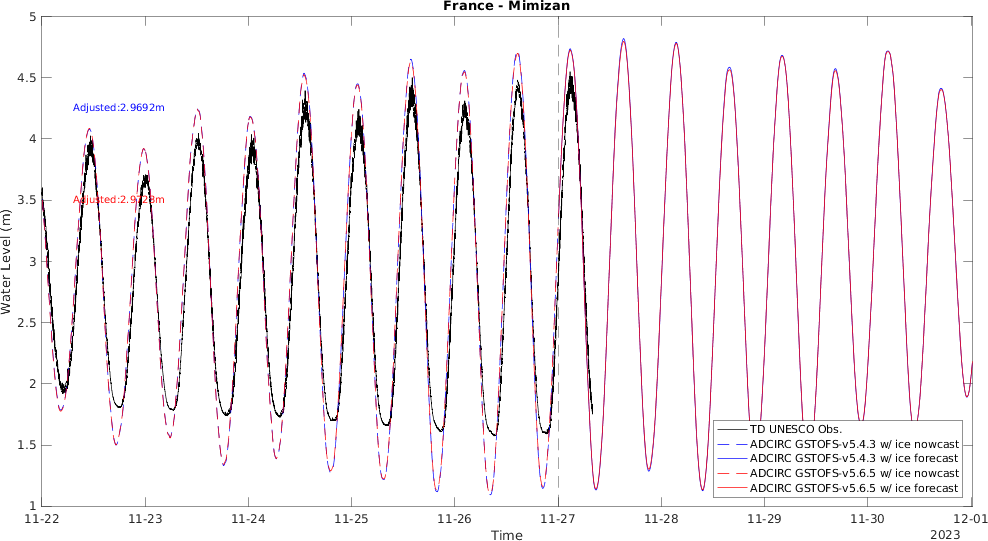 France - Mimizan
5
4.5
4
3.5
3
2.5
2
1.5
1
Water Level (m)
Adjusted:2.9692m
Adjusted:2.9728m
TD UNESCO Obs.
ADCIRC GSTOFS-v5.4.3 w/ ice nowcast
ADCIRC GSTOFS-v5.4.3 w/ ice forecast
ADCIRC GSTOFS-v5.6.5 w/ ice nowcast
ADCIRC GSTOFS-v5.6.5 w/ ice forecast
11-22 11-23 11-24 11-25 11-26 11-27 11-28 11-29 11-30 12-01
Time
2023